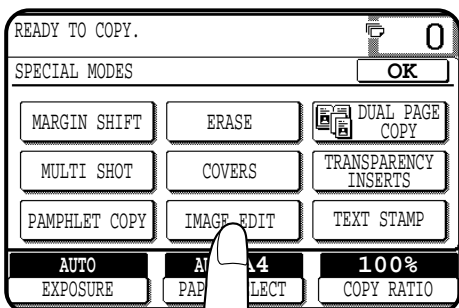 READY TO COPY.
0
SPECIAL MODES
OK
MARGIN SHIFT
ERASE
DUAL PAGE
COPY
MULTI SHOT
COVERS
TRANSPARENCY
INSERTS
PAMPHLET COPY
IMAGE EDIT
TEXT STAMP
AUTO
A4
100%
EXPOSURE
COPY RATIO